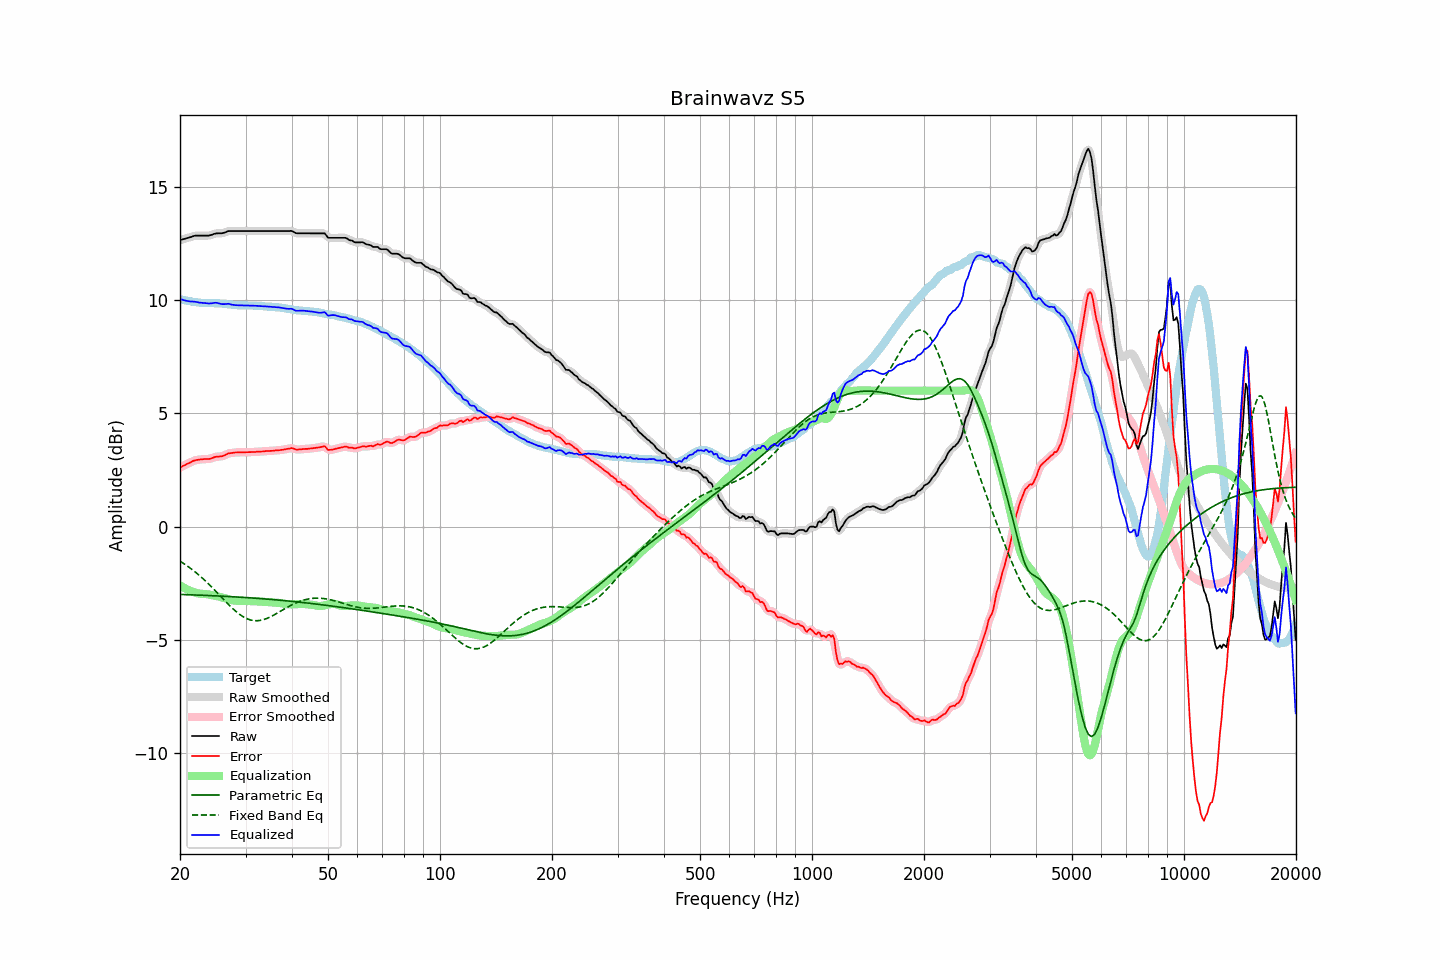 Brainwavz S5
Amplitude (dBr)
15
10
5
0
−5
−10
Target
Raw Smoothed
Error Smoothed
Raw
Error
Equalization
Parametric Eq
Fixed Band Eq
Equalized
20 50 100 200 500 1000 2000 5000 10000 20000
Frequency (Hz)